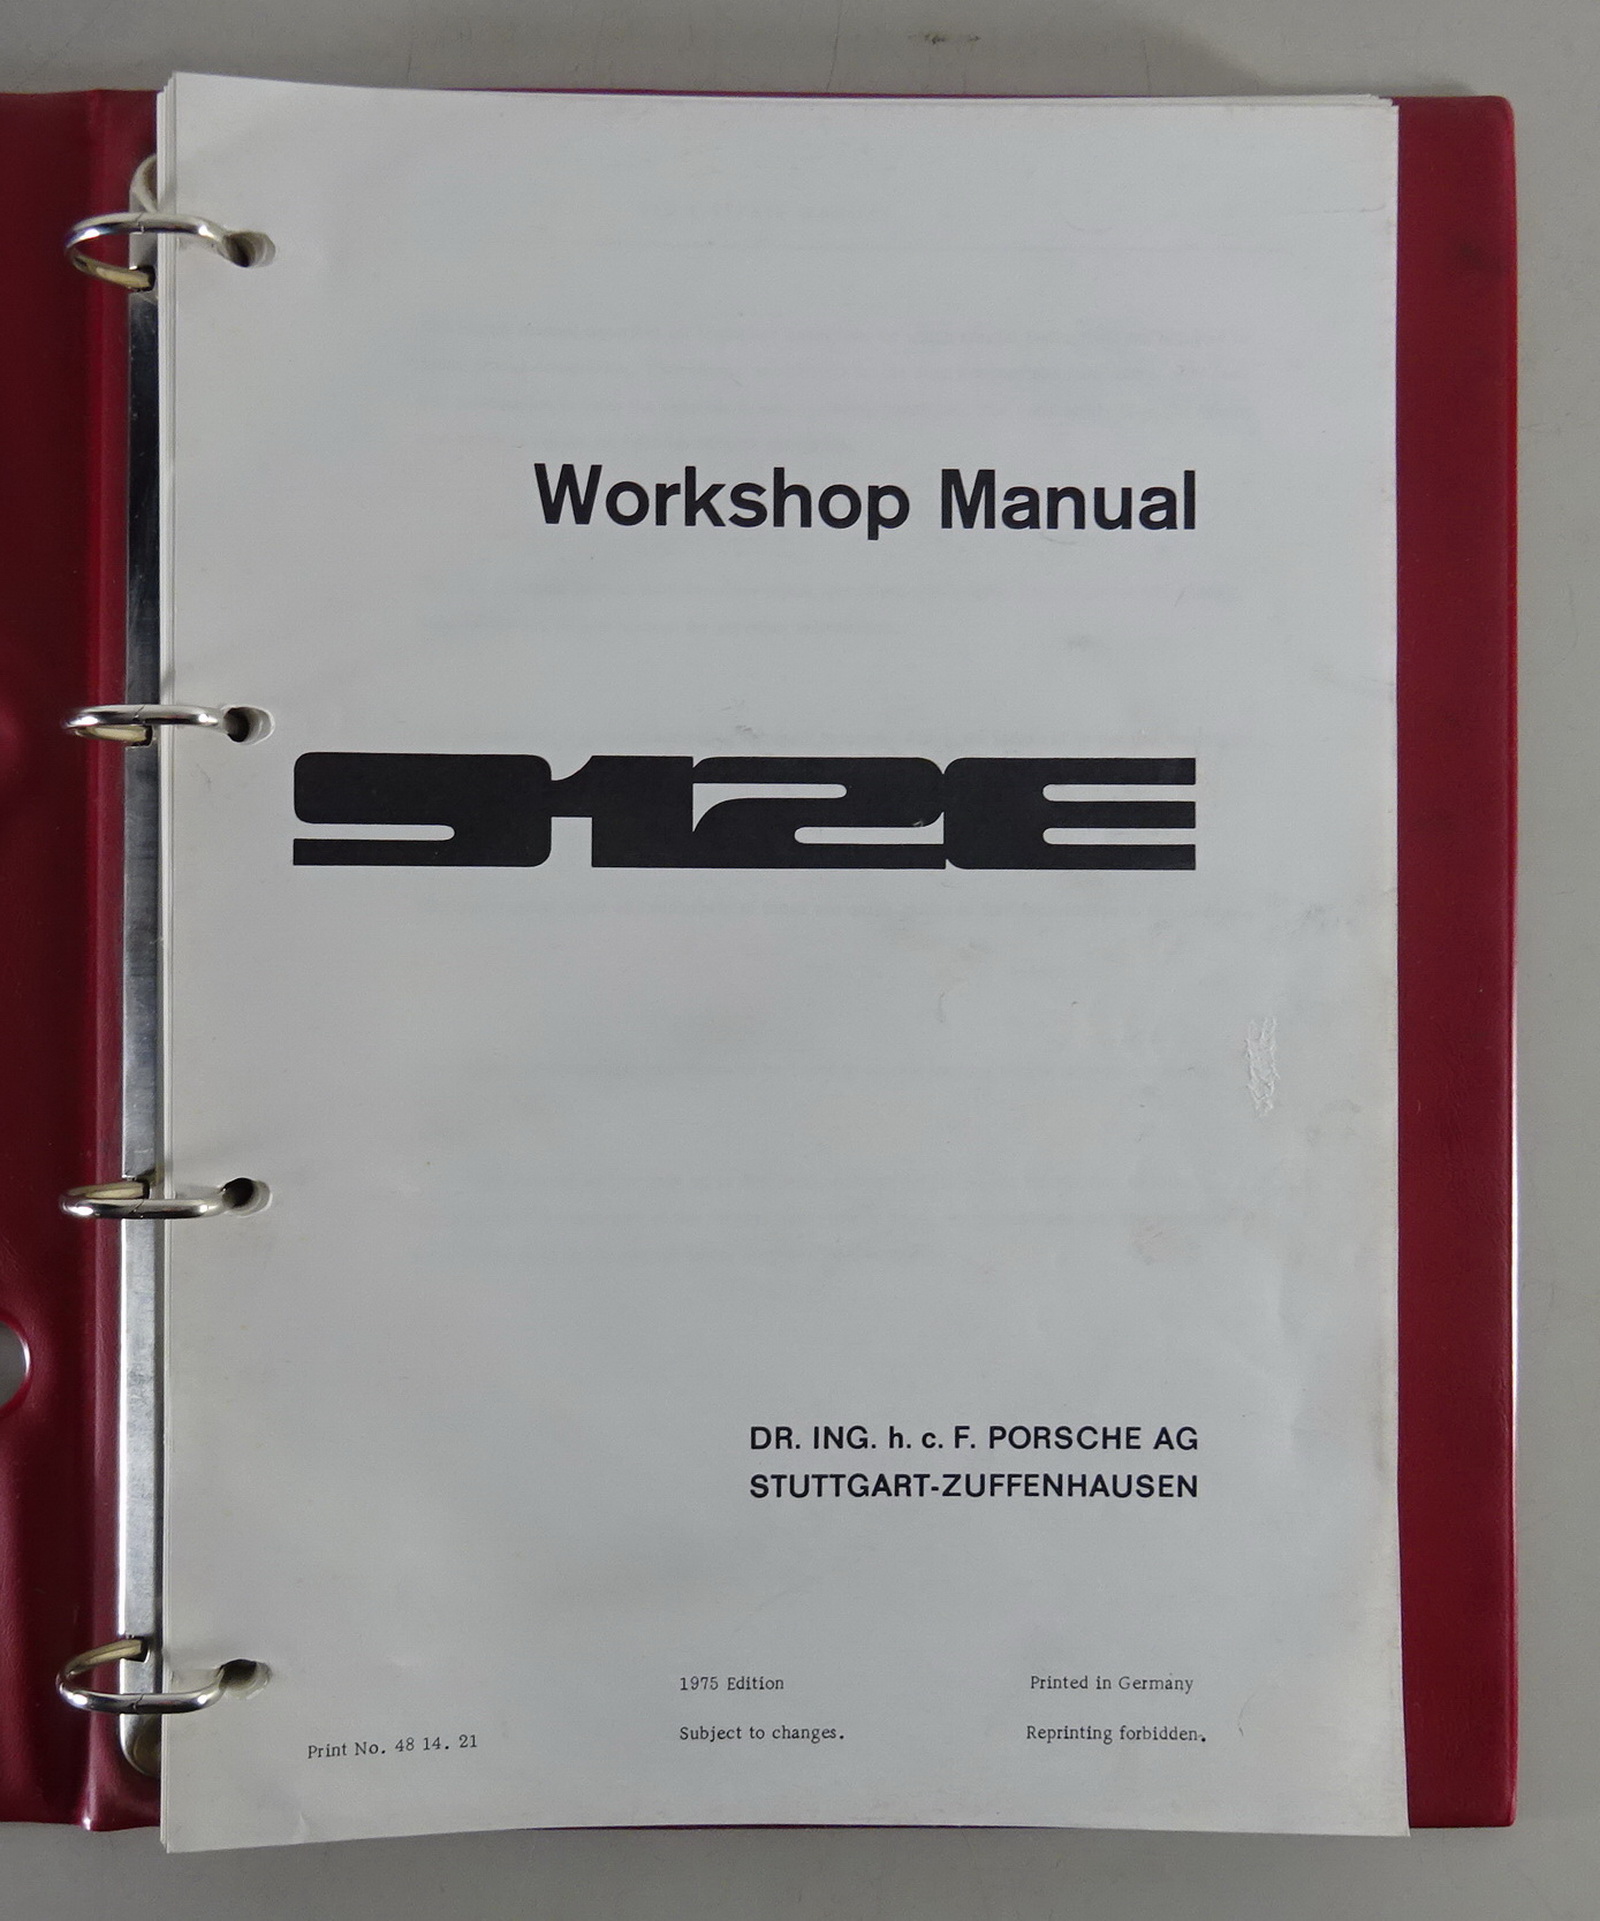 Workshop Manual
912E
DR. ING. h. c. F. PORSCHE AG
STUTTGART-ZUFFENHAUSEN
1975 Edition
Printed in Germany
Subject to changes.
Reprinting forbidden.
Print No. 48 14. 21